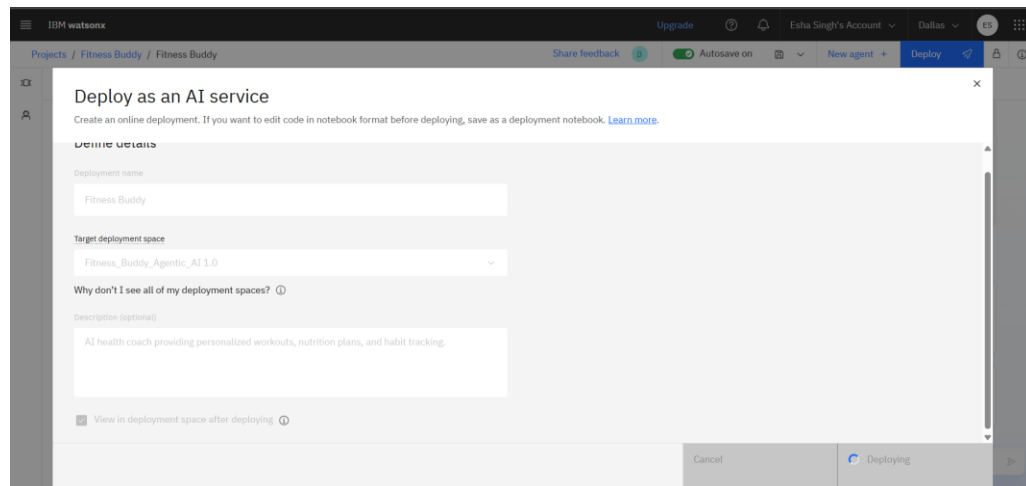 IBM watsonx
Upgrade
Esha Singh's Account
Dallas
ES
Projects / Fitness Buddy / Fitness Buddy
Share feedback
Autosave on
New agent +
Deploy
Deploy as an AI service
Create an online deployment. If you want to edit code in notebook format before deploying, save as a deployment notebook. Learn more.
Define details
Deployment name
Fitness Buddy
Target deployment space
Fitness_Buddy_Agentic_AI 1.0
Why don't I see all of my deployment spaces?
Description (optional)
AI health coach providing personalized workouts, nutrition plans, and habit tracking.
View in deployment space after deploying
Cancel
Deploying